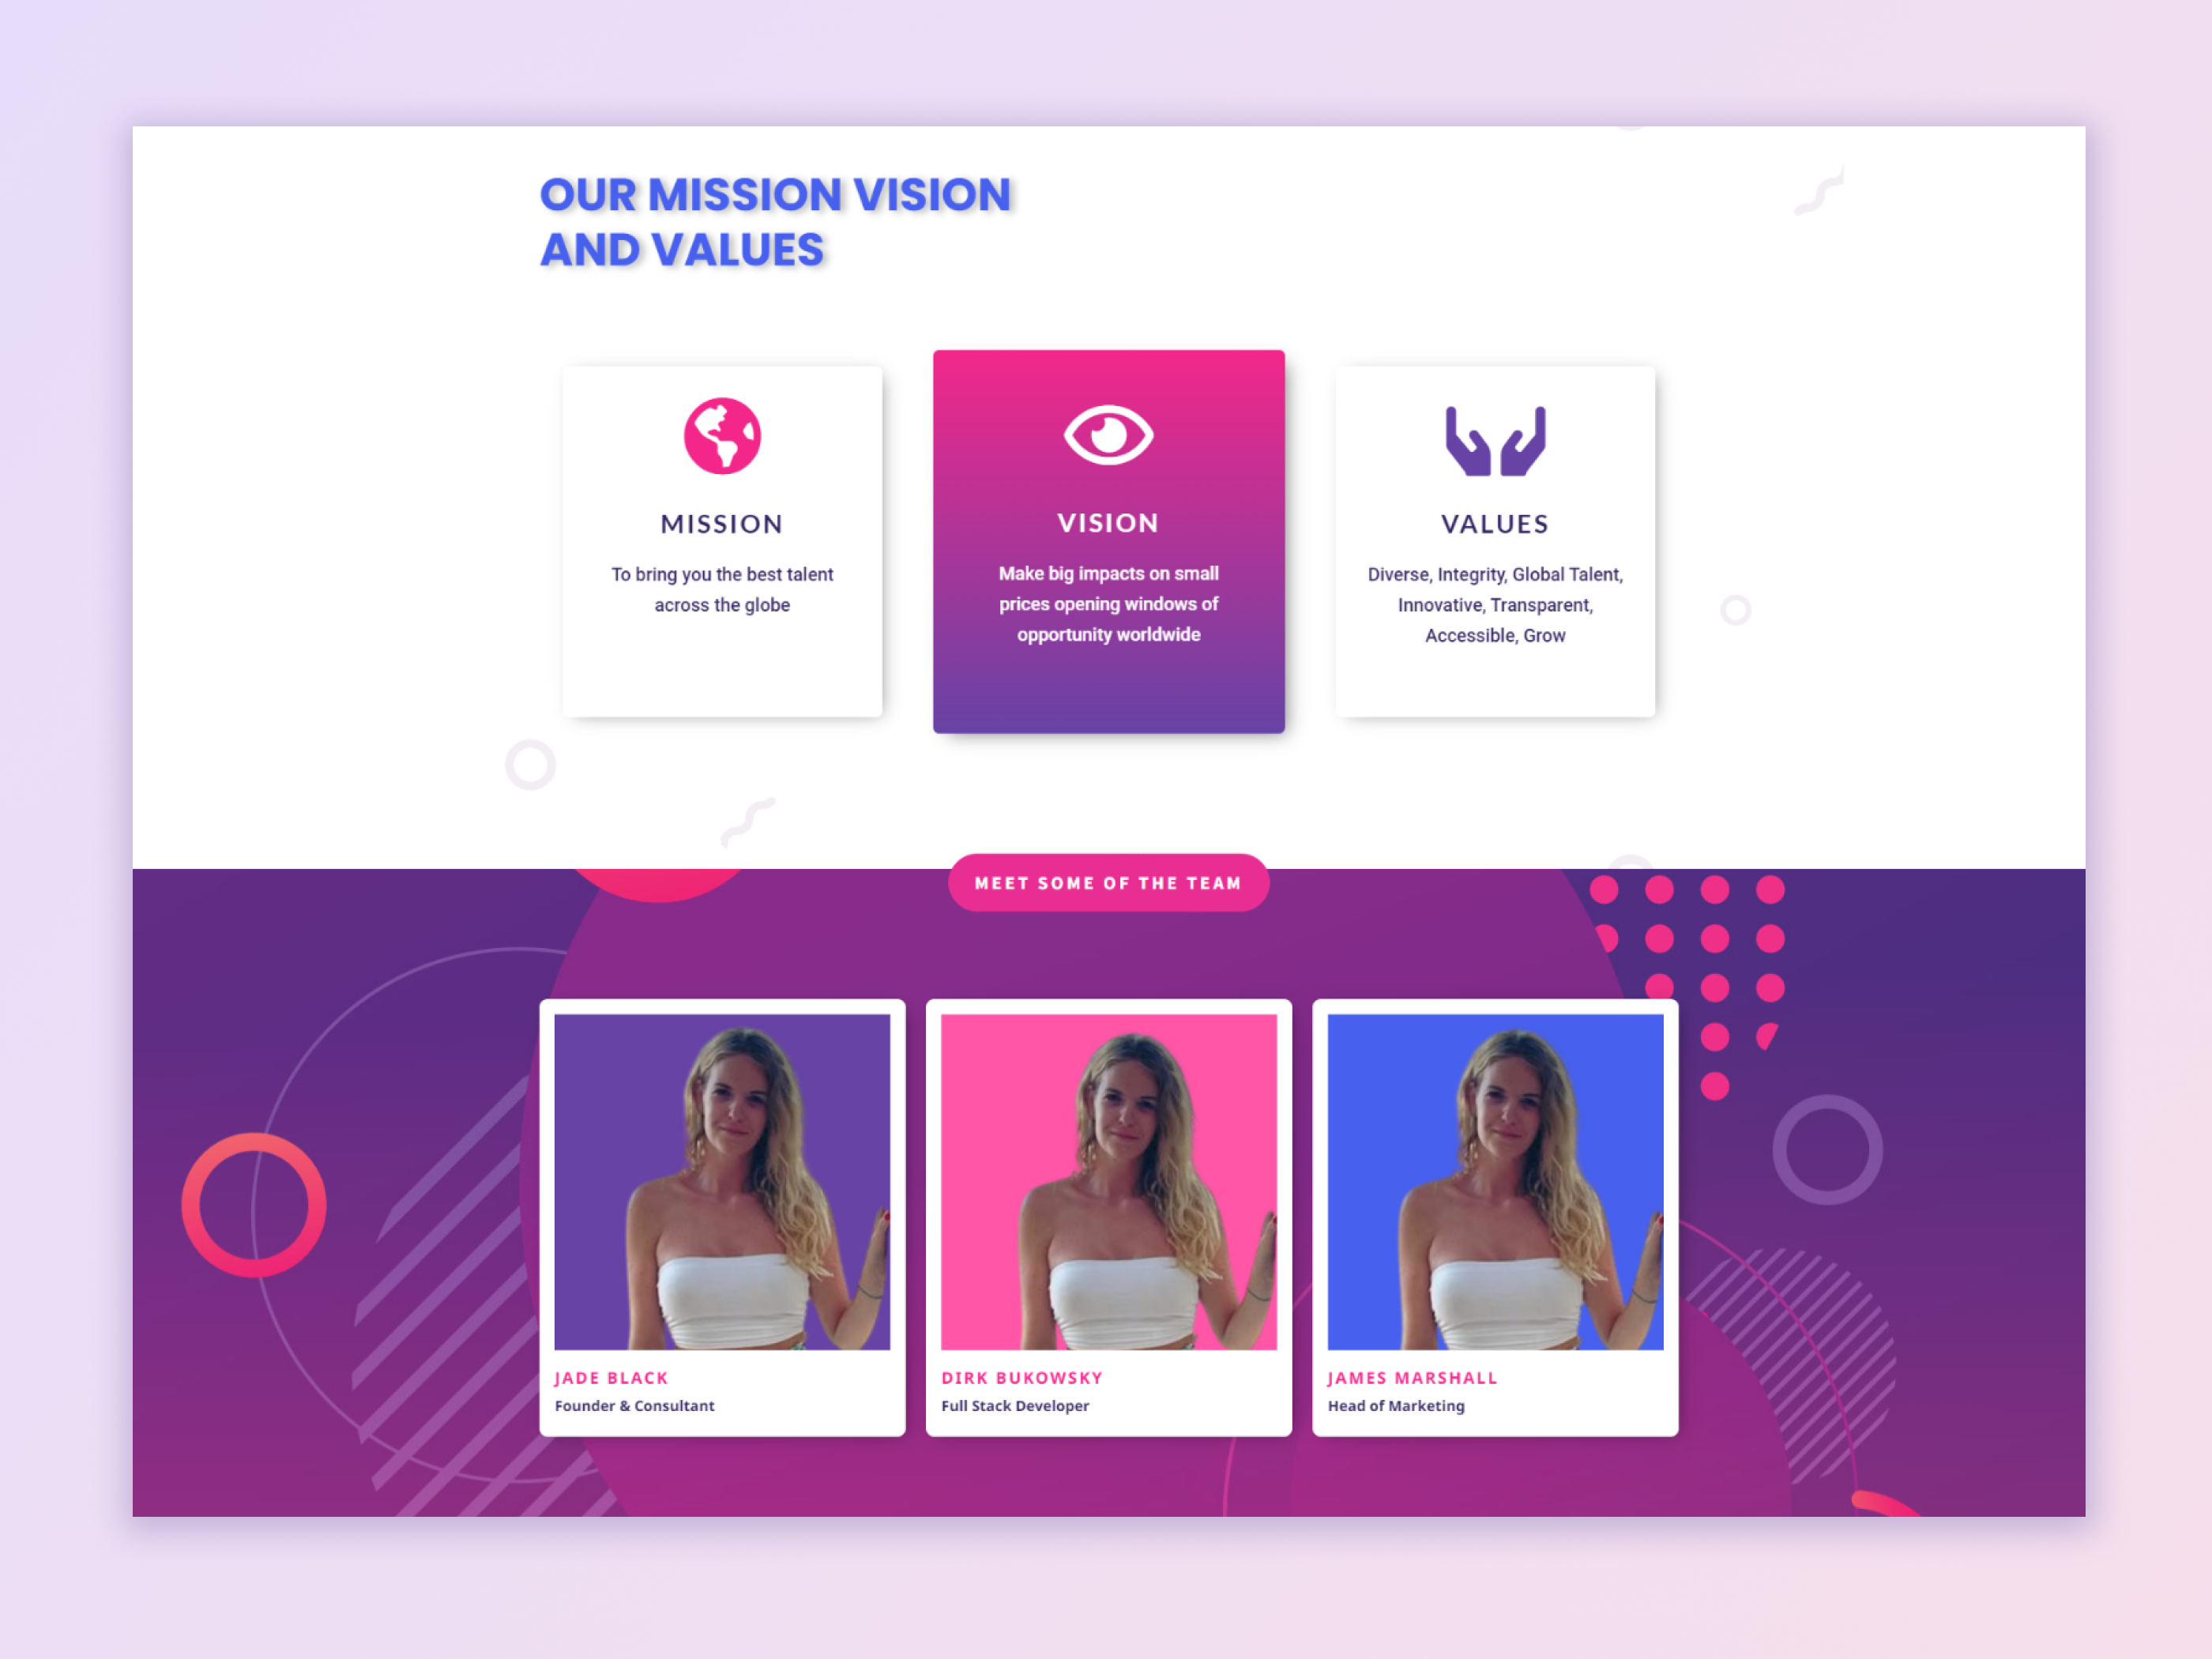 OUR MISSION VISION
AND VALUES
MISSION
To bring you the best talent
across the globe
VISION
Make big impacts on small
prices opening windows of
opportunity worldwide
VALUES
Diverse, Integrity, Global Talent,
Innovative, Transparent,
Accessible, Grow
MEET SOME OF THE TEAM
JADE BLACK
Founder & Consultant
DIRK BUKOWSKY
Full Stack Developer
JAMES MARSHALL
Head of Marketing